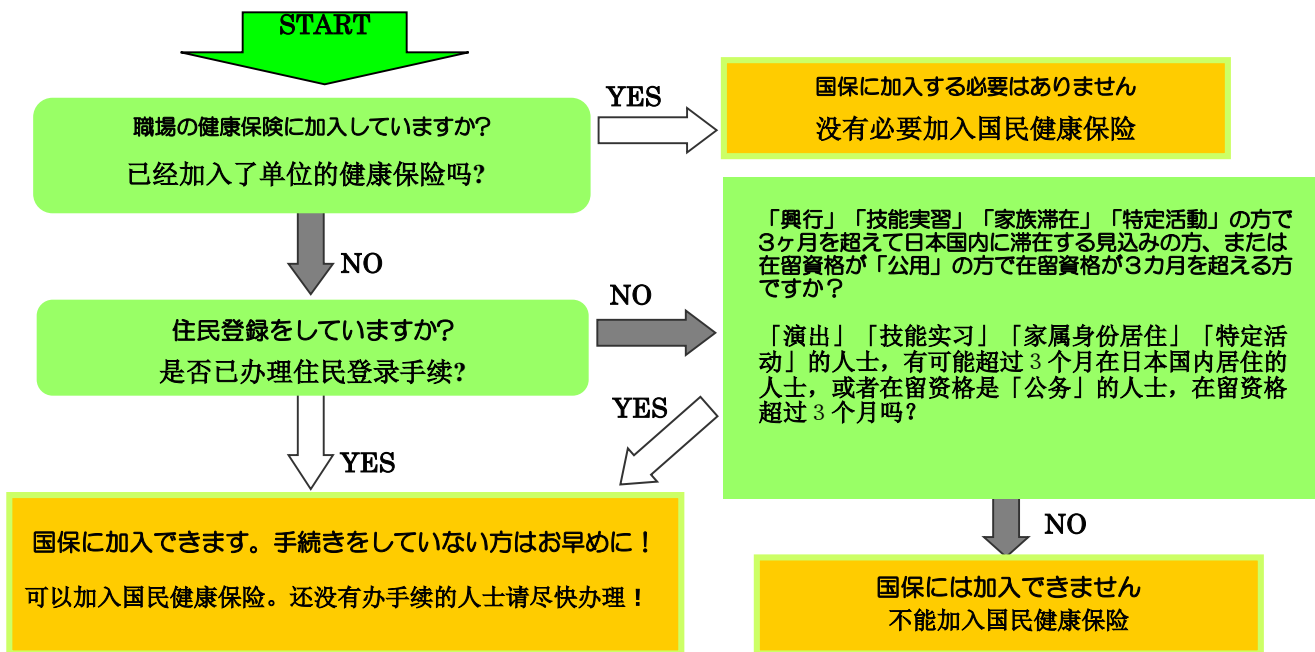 START
YES
国保に加入する必要はありません
没有必要加入国民健康保险
職場の健康保険に加入していますか?
已经加入了单位的健康保险吗?
NO
住民登録をしていますか?
是否已办理住民登录手续?
NO
「興行」「技能実習」「家族滞在」「特定活動」の方で
3ヶ月を超えて日本国内に滞在する見込みの方、または
在留資格が「公用」の方で在留資格が3カ月を超える方
ですか？
「演出」「技能实习」「家属身份居住」「特定活
动」的人士，有可能超过 3 个月在日本国内居住的
人士，或者在留资格是「公务」的人士，在留资格
超过 3 个月吗？
YES
YES
国保に加入できます。手続きをしていない方はお早めに！
可以加入国民健康保险。还没有办手续的人士请尽快办理！
NO
国保には加入できません
不能加入国民健康保险